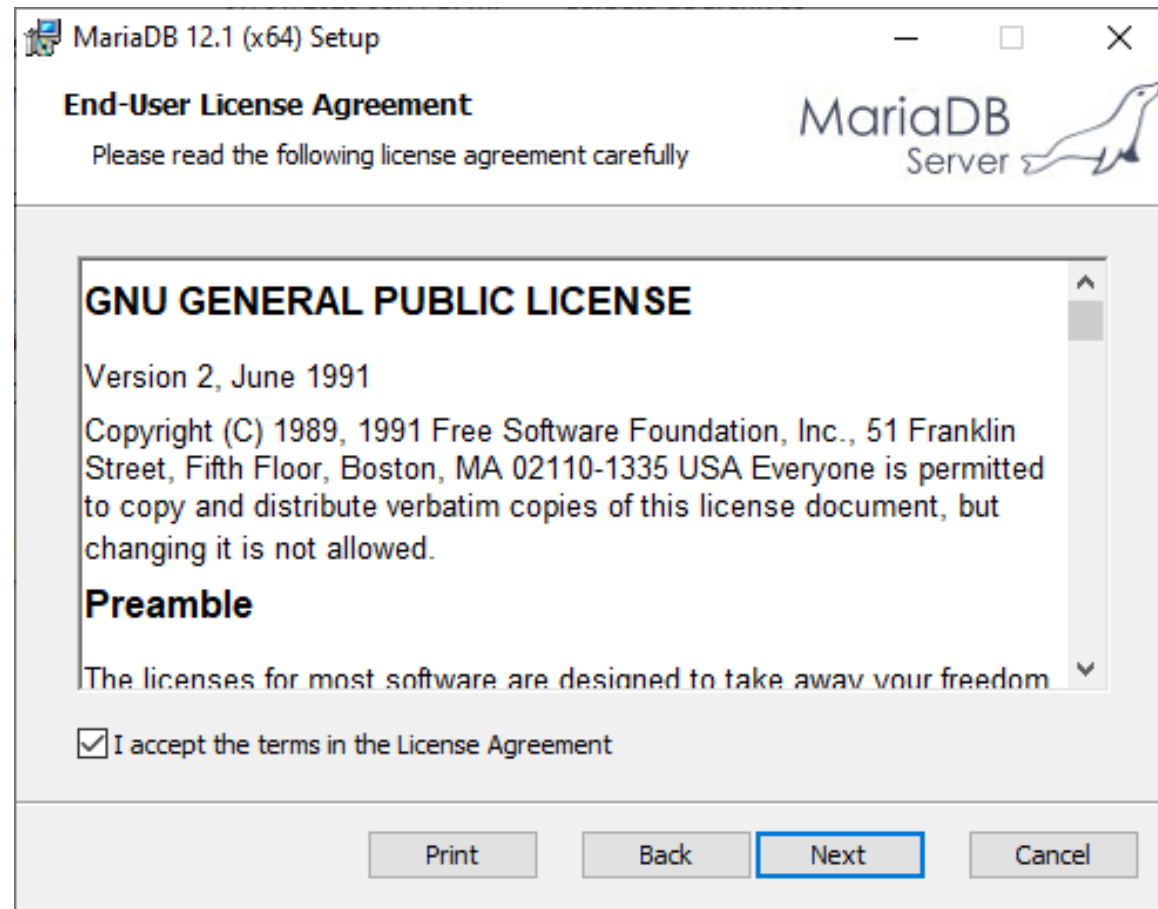 MariaDB 12.1 (x64) Setup
End-User License Agreement
Please read the following license agreement carefully
MariaDB
Server
GNU GENERAL PUBLIC LICENSE
Version 2, June 1991
Copyright (C) 1989, 1991 Free Software Foundation, Inc., 51 Franklin
Street, Fifth Floor, Boston, MA 02110-1335 USA Everyone is permitted
to copy and distribute verbatim copies of this license document, but
changing it is not allowed.
Preamble
The licenses for most software are designed to take away your freedom
I accept the terms in the License Agreement
Print
Back
Next
Cancel